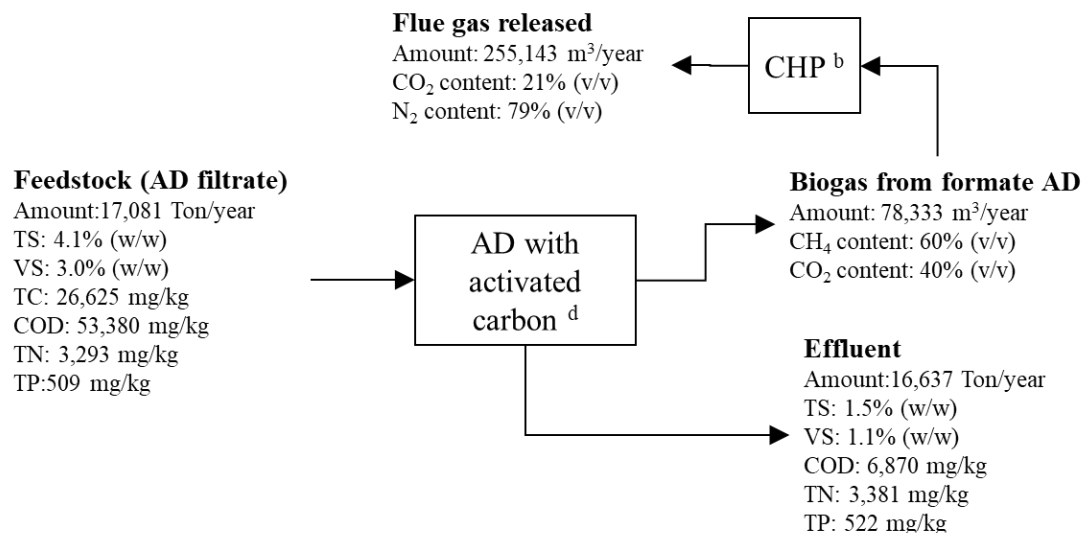 Flue gas released
Amount: 255,143 m³/year
CO₂ content: 21% (v/v)
N₂ content: 79% (v/v)
CHP ᵇ
Feedstock (AD filtrate)
Amount:17,081 Ton/year
TS: 4.1% (w/w)
VS: 3.0% (w/w)
TC: 26,625 mg/kg
COD: 53,380 mg/kg
TN: 3,293 mg/kg
TP:509 mg/kg
AD with
activated
carbon ᵈ
Biogas from formate AD
Amount: 78,333 m³/year
CH₄ content: 60% (v/v)
CO₂ content: 40% (v/v)
Effluent
Amount:16,637 Ton/year
TS: 1.5% (w/w)
VS: 1.1% (w/w)
COD: 6,870 mg/kg
TN: 3,381 mg/kg
TP: 522 mg/kg